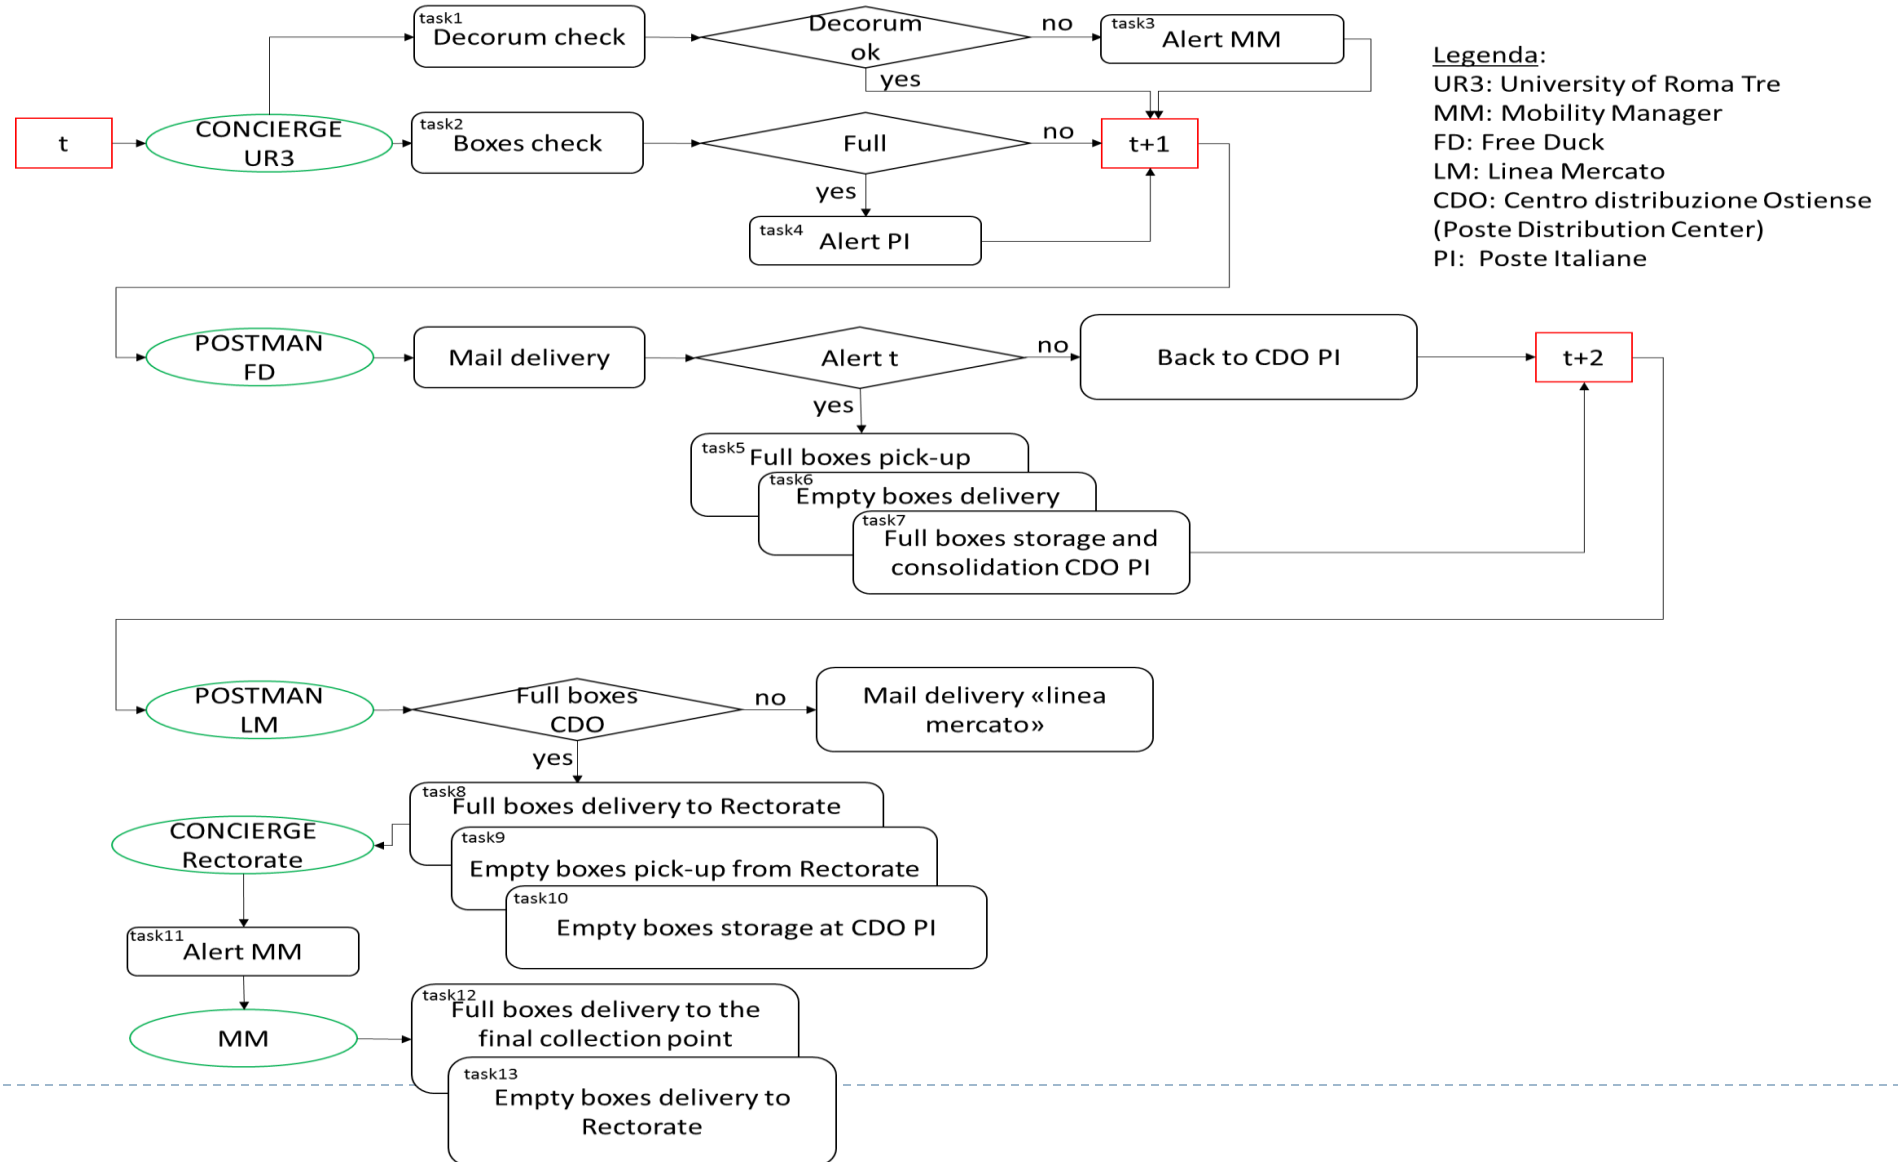 task1
Decorum check
Decorum
ok
no
task3
Alert MM
yes
t
CONCIERGE
UR3
task2
Boxes check
Full
no
t+1
yes
task4
Alert PI
Legenda:
UR3: University of Roma Tre
MM: Mobility Manager
FD: Free Duck
LM: Linea Mercato
CDO: Centro distribuzione Ostiense
(Poste Distribution Center)
PI: Poste Italiane
POSTMAN
FD
Mail delivery
Alert t
no
Back to CDO PI
t+2
yes
task5
Full boxes pick-up
task6
Empty boxes delivery
task7
Full boxes storage and
consolidation CDO PI
POSTMAN
LM
Full boxes
CDO
no
Mail delivery «linea
mercato»
yes
task8
Full boxes delivery to Rectorate
CONCIERGE
Rectorate
task9
Empty boxes pick-up from Rectorate
task10
Empty boxes storage at CDO PI
task11
Alert MM
MM
task12
Full boxes delivery to the
final collection point
task13
Empty boxes delivery to
Rectorate